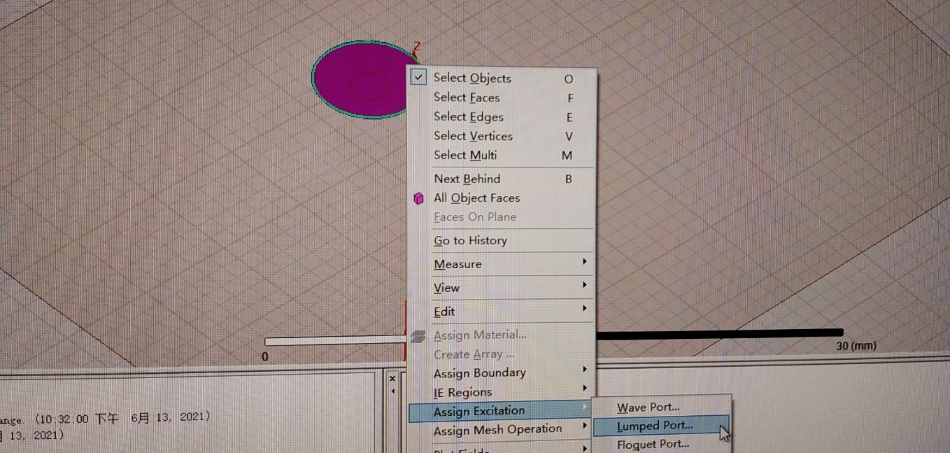 Z
Select Objects O
Select Faces F
Select Edges E
Select Vertices V
Select Multi M
Next Behind B
All Object Faces
Faces On Plane
Go to History
Measure
View
Edit
Assign Material...
Create Array ...
Assign Boundary
IE Regions
Assign Excitation
Assign Mesh Operation
Wave Port...
Lumped Port...
Floquet Port...
0
30 (mm)
ange. (10:32:00 下午 6月 13, 2021)
13, 2021)